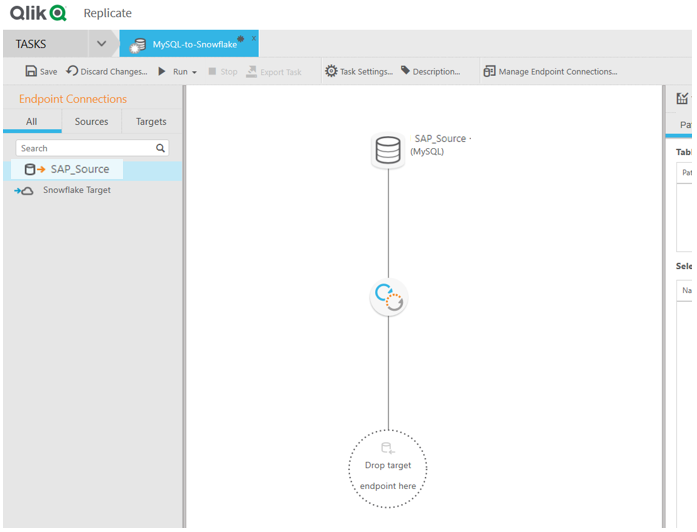 Qlik Replicate
TASKS MySQL-to-Snowflake x
Save Discard Changes... Run Stop Export Task Task Settings... Description... Manage Endpoint Connections...
Endpoint Connections
All Sources Targets
Search
SAP_Source
Snowflake Target
SAP_Source
(MySQL)
Drop target
endpoint here
Pa
Tabl
Pat
Sele
Na